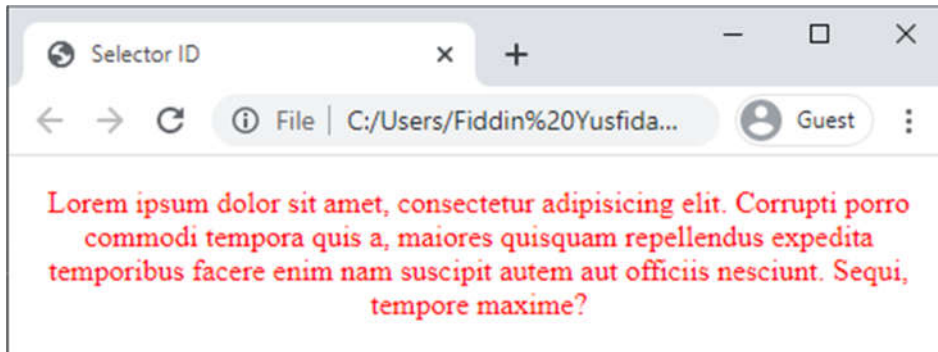 Selector ID
File | C:/Users/Fiddin%20Yusfida... Guest
Lorem ipsum dolor sit amet, consectetur adipisicing elit. Corrupti porro
commodi tempora quis a, maiores quisquam repellendus expedita
temporibus facere enim nam suscipit autem aut officiis nesciunt. Sequi,
tempore maxime?